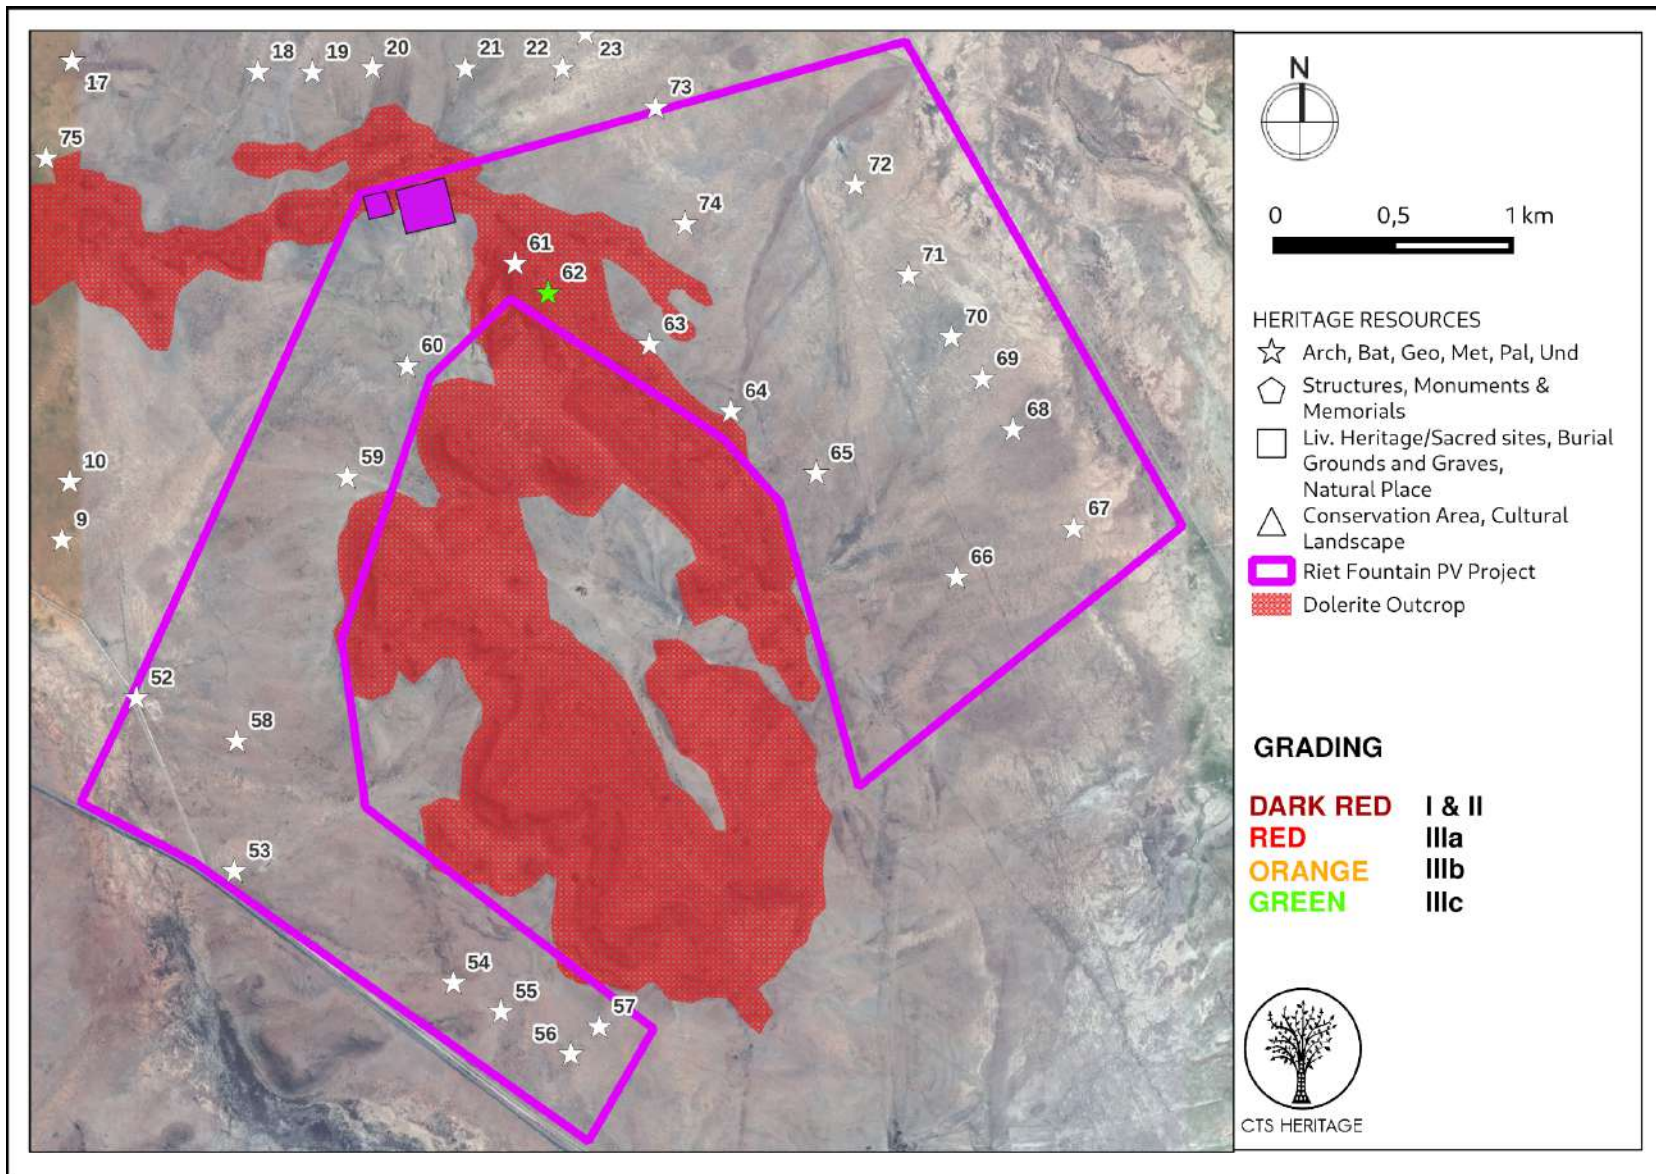 17
18
19
20
21
22
23
73
75
72
74
61
62
71
63
70
60
69
64
68
59
65
10
9
67
66
52
58
53
54
55
57
56
N
0 0,5 1 km
HERITAGE RESOURCES
Arch, Bat, Geo, Met, Pal, Und
Structures, Monuments &
Memorials
Liv. Heritage/Sacred sites, Burial
Grounds and Graves,
Natural Place
Conservation Area, Cultural
Landscape
Riet Fountain PV Project
Dolerite Outcrop
GRADING
DARK RED I & II
RED IIIa
ORANGE IIIb
GREEN IIIc
CTS HERITAGE